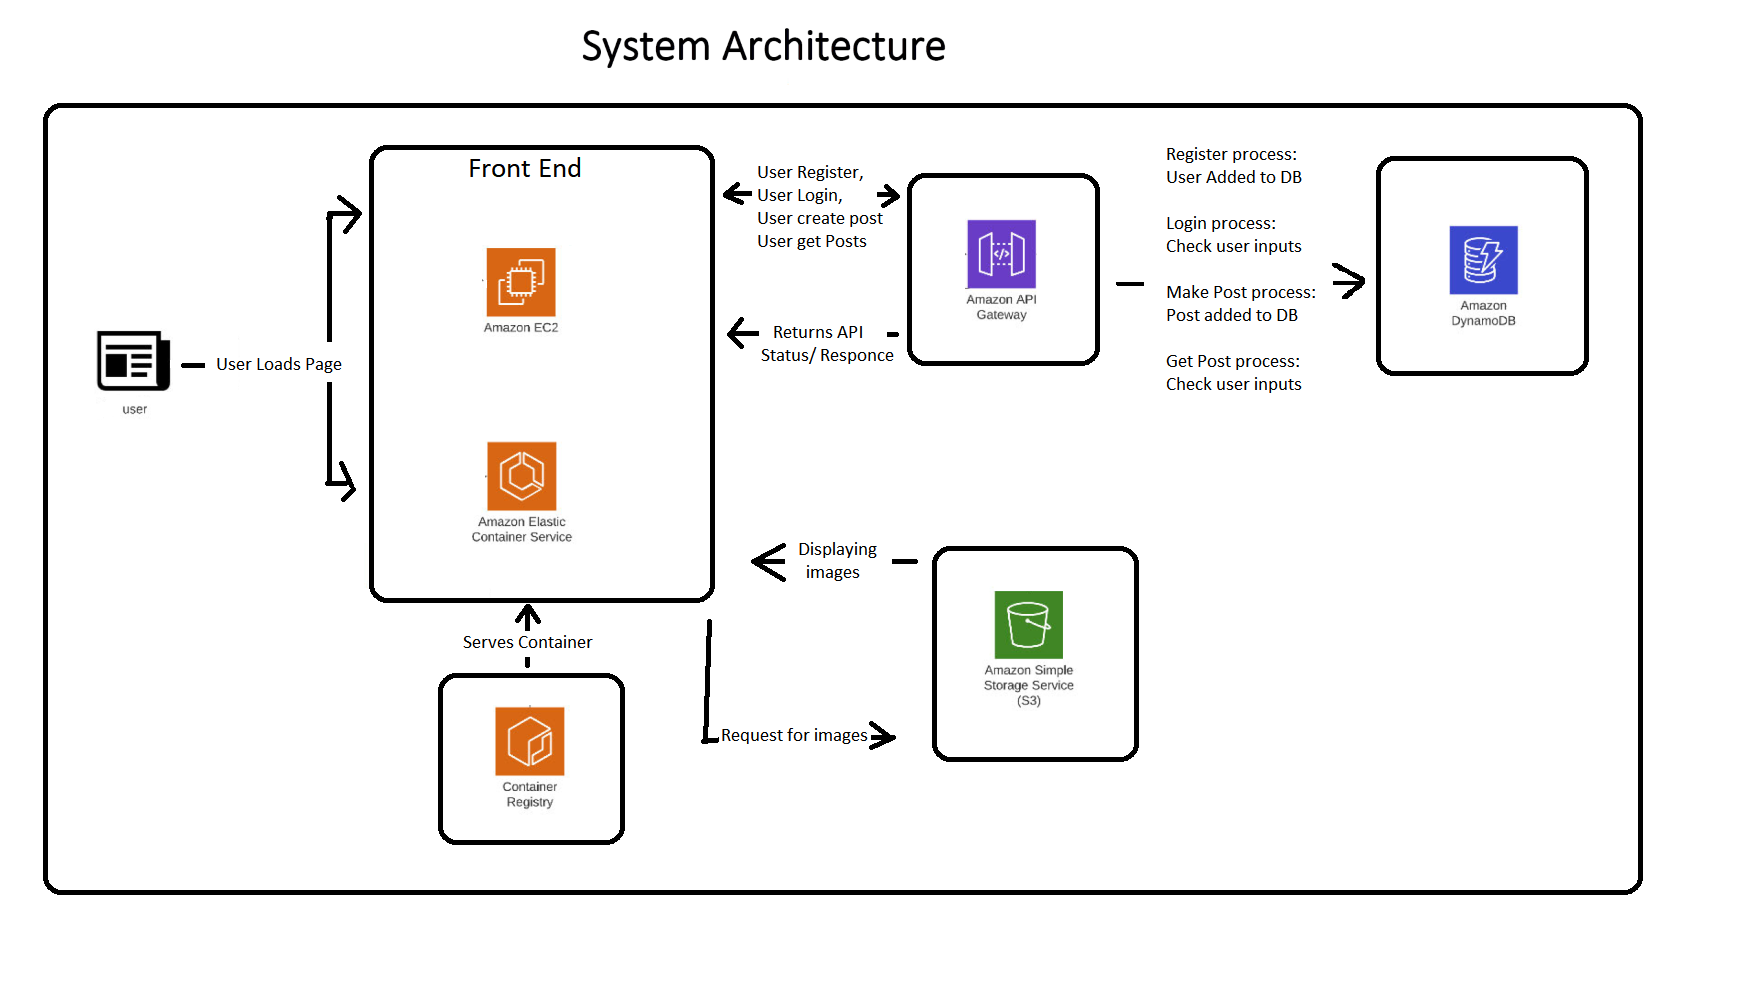 System Architecture
Front End
Amazon EC2
Amazon Elastic
Container Service
user
User Loads Page
User Register,
User Login,
User create post
User get Posts
Returns API
Status/ Responce
Amazon API
Gateway
Register process:
User Added to DB
Login process:
Check user inputs
Make Post process:
Post added to DB
Get Post process:
Check user inputs
Amazon
DynamoDB
Displaying
images
Amazon Simple
Storage Service
(S3)
Request for images
Serves Container
Container
Registry